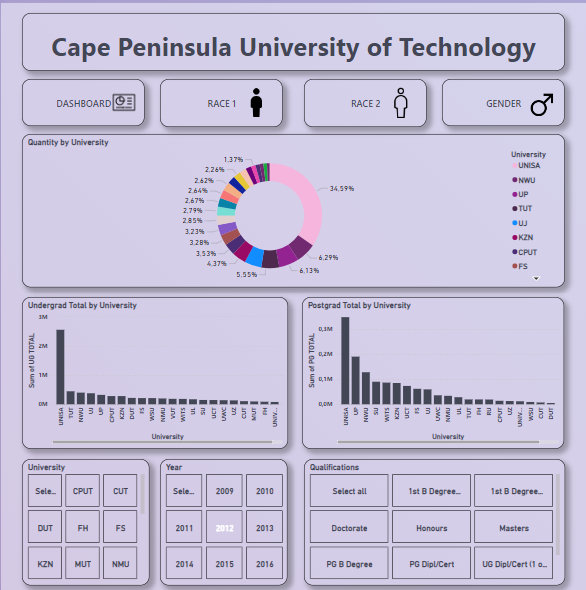 Cape Peninsula University of Technology
DASHBOARD
RACE 1
RACE 2
GENDER
Quantity by University
1.37%
2.26%
2.62%
2.64%
2.67%
2.79%
2.85%
3.23%
3.28%
3.53%
4.37%
5.55%
6.13%
6.29%
34.59%
University
UNISA
NWU
UP
TUT
UJ
KZN
CPUT
FS
Undergrad Total by University
Sum of UG TOTAL
3M
2M
1M
0M
UNISA TUT NWU UJ UP CPUT KZN DUT FS WSU NMU VUT WITS UL SU UCT UWC UZ CUT MUT FH UNIV...
University
Postgrad Total by University
Sum of PG TOTAL
0,3M
0,2M
0,1M
0,0M
UNISA UP NWU SU WITS KZN UCT FS UJ UWC NMU UL TUT FH RU CPUT UZ UNIV... WSU CUT DUT
University
University
Sele... CPUT CUT
DUT FH FS
KZN MUT NMU
Year
Sele... 2009 2010
2011 2012 2013
2014 2015 2016
Qualifications
Select all 1st B Degree... 1st B Degree...
Doctorate Honours Masters
PG B Degree PG Dipl/Cert UG Dipl/Cert (1 o...